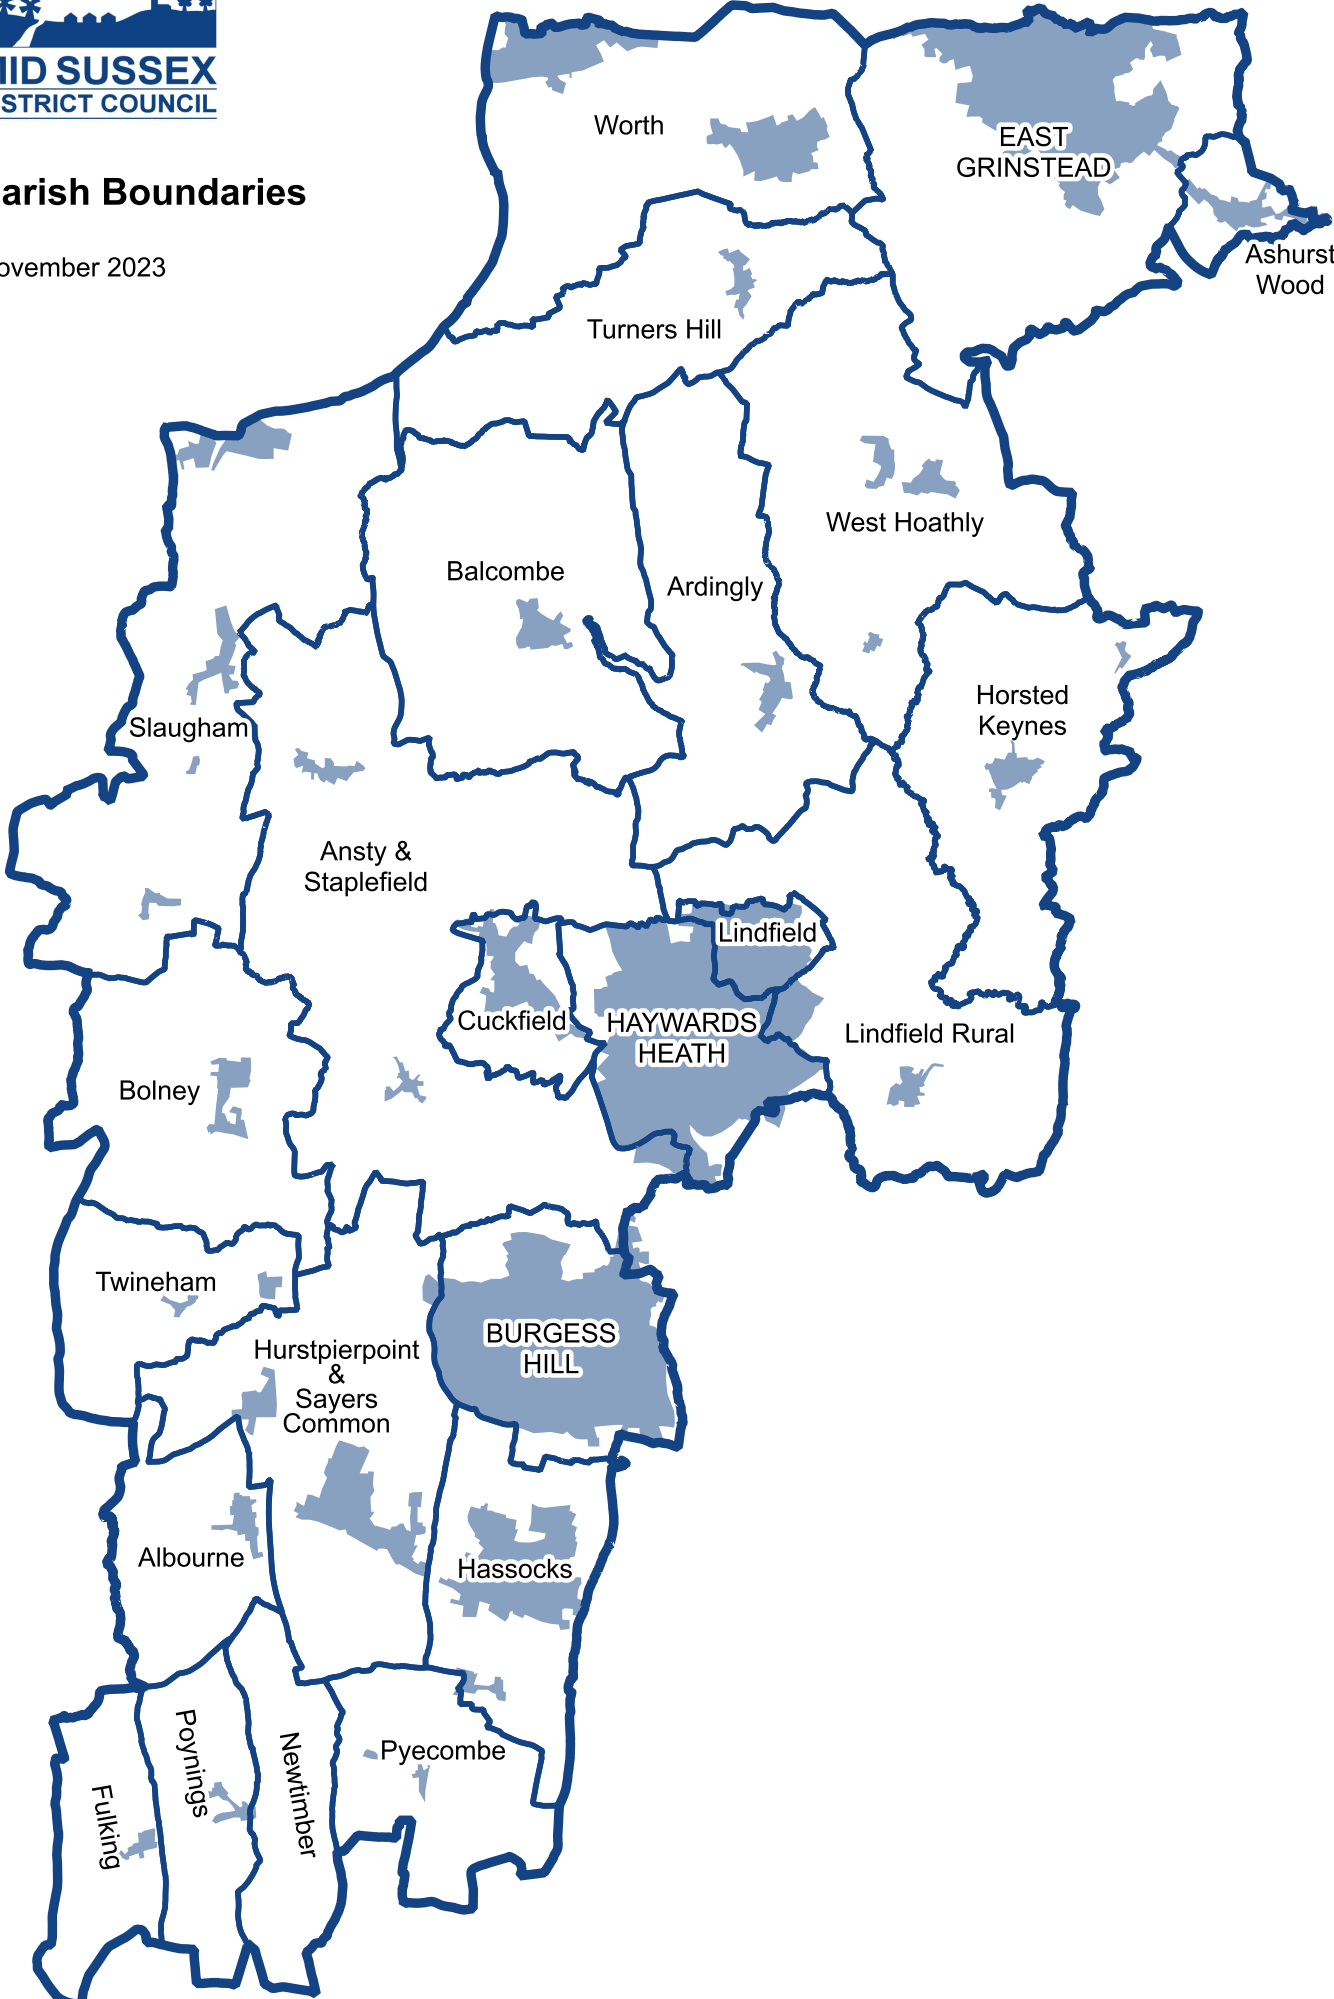 MID SUSSEX
STRICT COUNCIL
arish Boundaries
ovember 2023
Worth
EAST
GRINSTEAD
Ashurst
Wood
Turners Hill
West Hoathly
Balcombe
Ardingly
Horsted
Keynes
Slaugham
Ansty &
Staplefield
Lindfield
Cuckfield
HAYWARDS
HEATH
Lindfield Rural
Bolney
Twineham
BURGESS
HILL
Hurstpierpoint
&
Sayers
Common
Albourne
Hassocks
Poynings
Newtimber
Pyecombe
Fulking